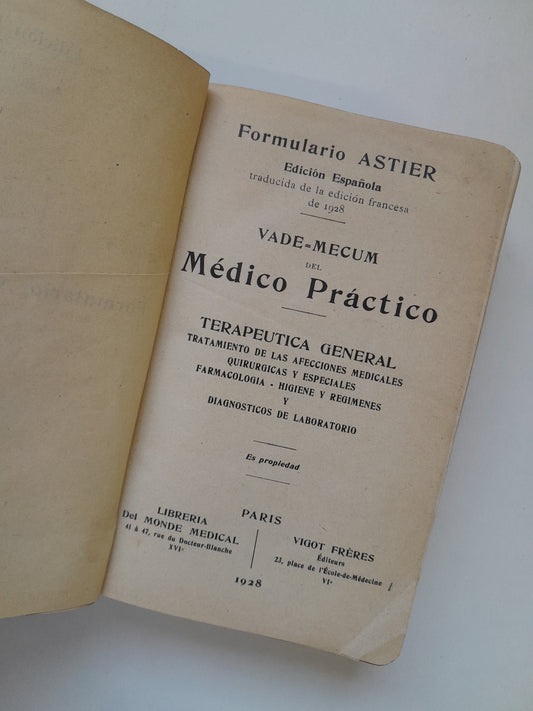 Formulario ASTIER
Edición Española
traducida de la edición francesa
de 1928
VADE=MECUM
DEL
Médico Práctico
TERAPEUTICA GENERAL
TRATAMIENTO DE LAS AFECCIONES MEDICALES
QUIRURGICAS Y ESPECIALES
FARMACOLOGIA - HIGIENE Y REGIMENES
Y
DIAGNOSTICOS DE LABORATORIO
Es propiedad
PARIS
LIBRERIA
Del MONDE MEDICAL
41 à 47, rue du Docteur-Blanche
XVIe
VIGOT FRÈRES
Éditeurs
23, place de l'École-de-Médecine
VIe
1928